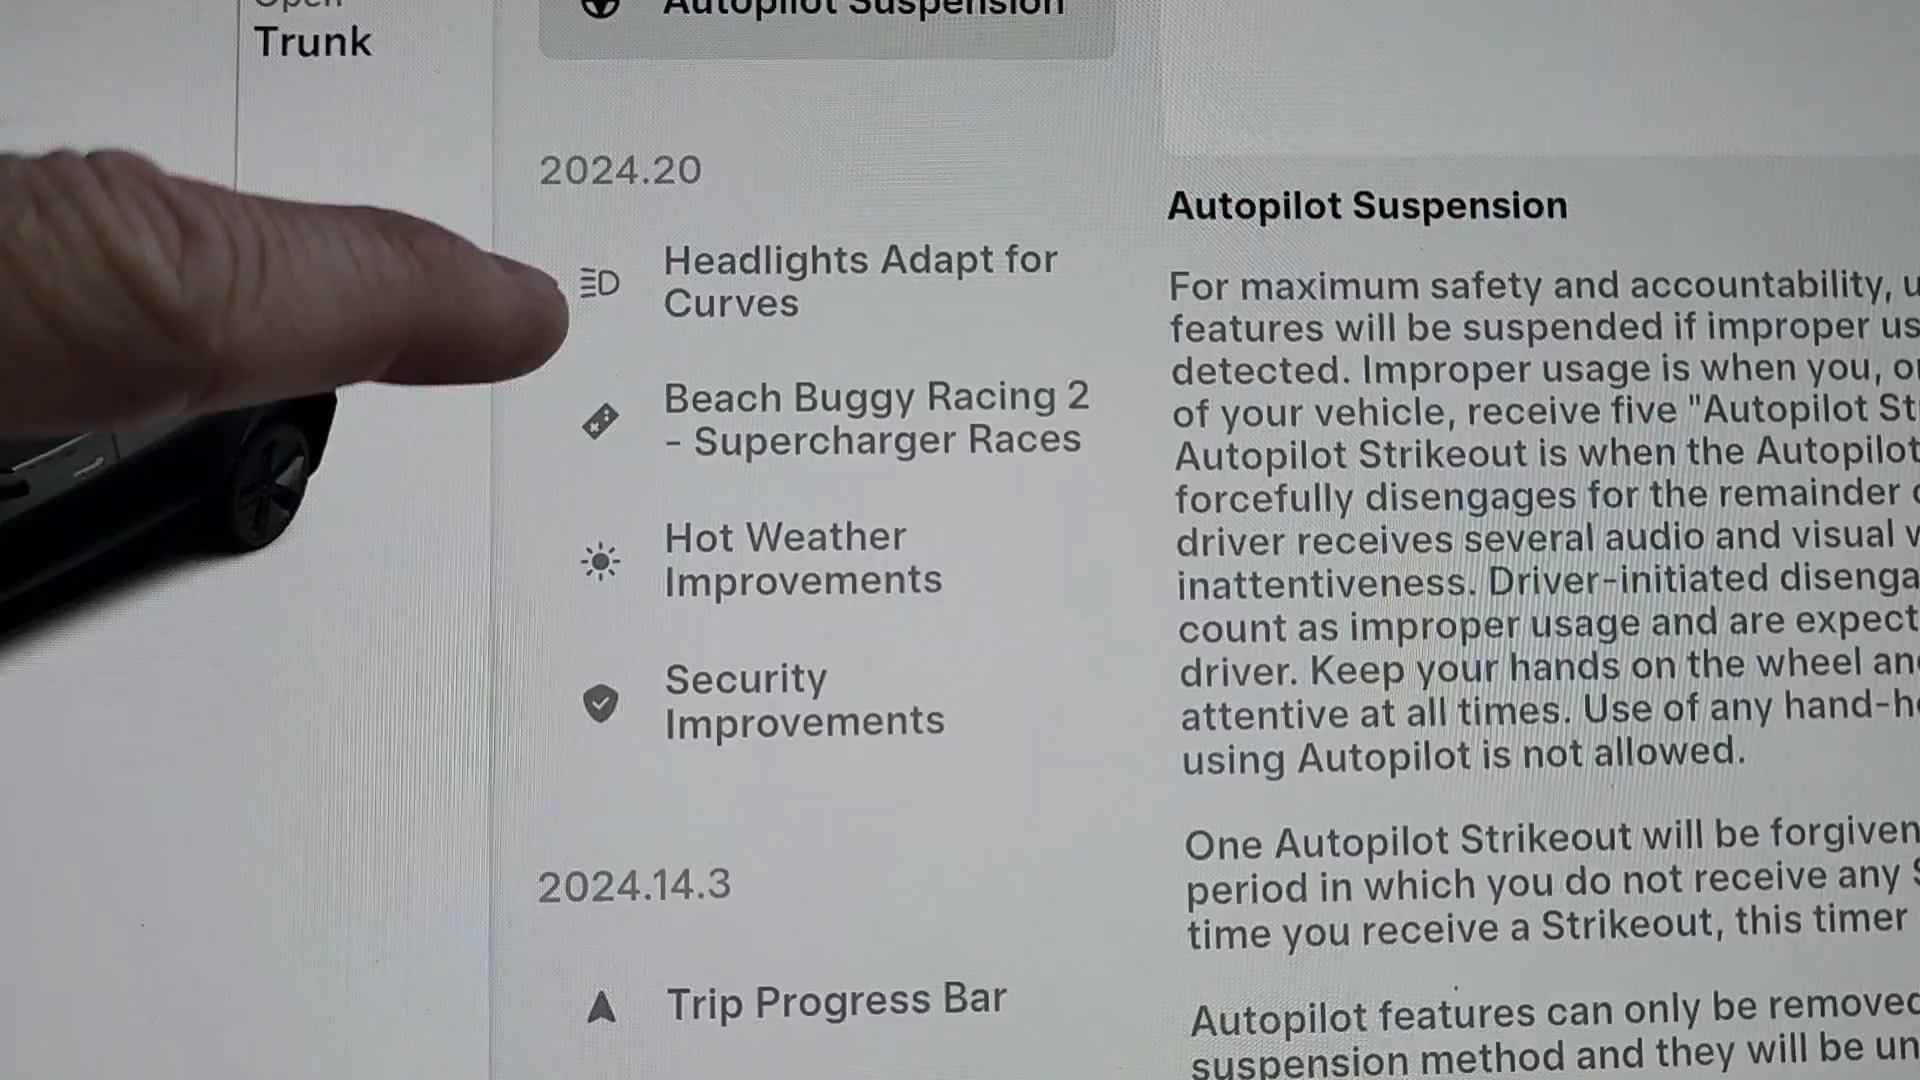 Open
Trunk
Autopilot Suspension
2024.20
Headlights Adapt for
Curves
Beach Buggy Racing 2
- Supercharger Races
Hot Weather
Improvements
Security
Improvements
2024.14.3
Trip Progress Bar
Autopilot Suspension
For maximum safety and accountability,
features will be suspended if improper
detected. Improper usage is when you,
of your vehicle, receive five "Autopilot
Autopilot Strikeout is when the Autopilot
forcefully disengages for the remainder
driver receives several audio and visual
inattentiveness. Driver-initiated
count as improper usage and are
driver. Keep your hands on the wheel
attentive at all times. Use of any
using Autopilot is not allowed.
One Autopilot Strikeout will be forgiven
period in which you do not receive any
time you receive a Strikeout, this timer
Autopilot features can only be removed
suspension method and they will be